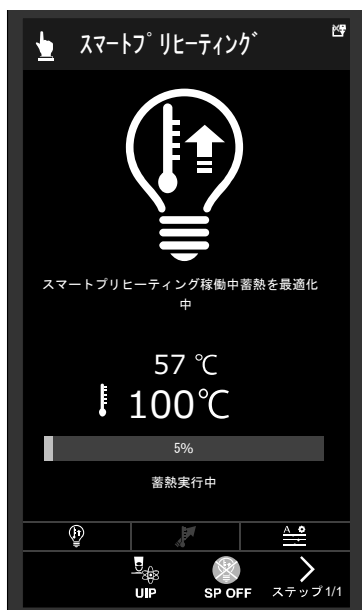 スマートプリヒーティング
スマートプリヒーティング稼働中蓄熱を最適化
中
57 ℃
100℃
5%
蓄熱実行中
A
UIP
SP OFF
ステップ 1/1